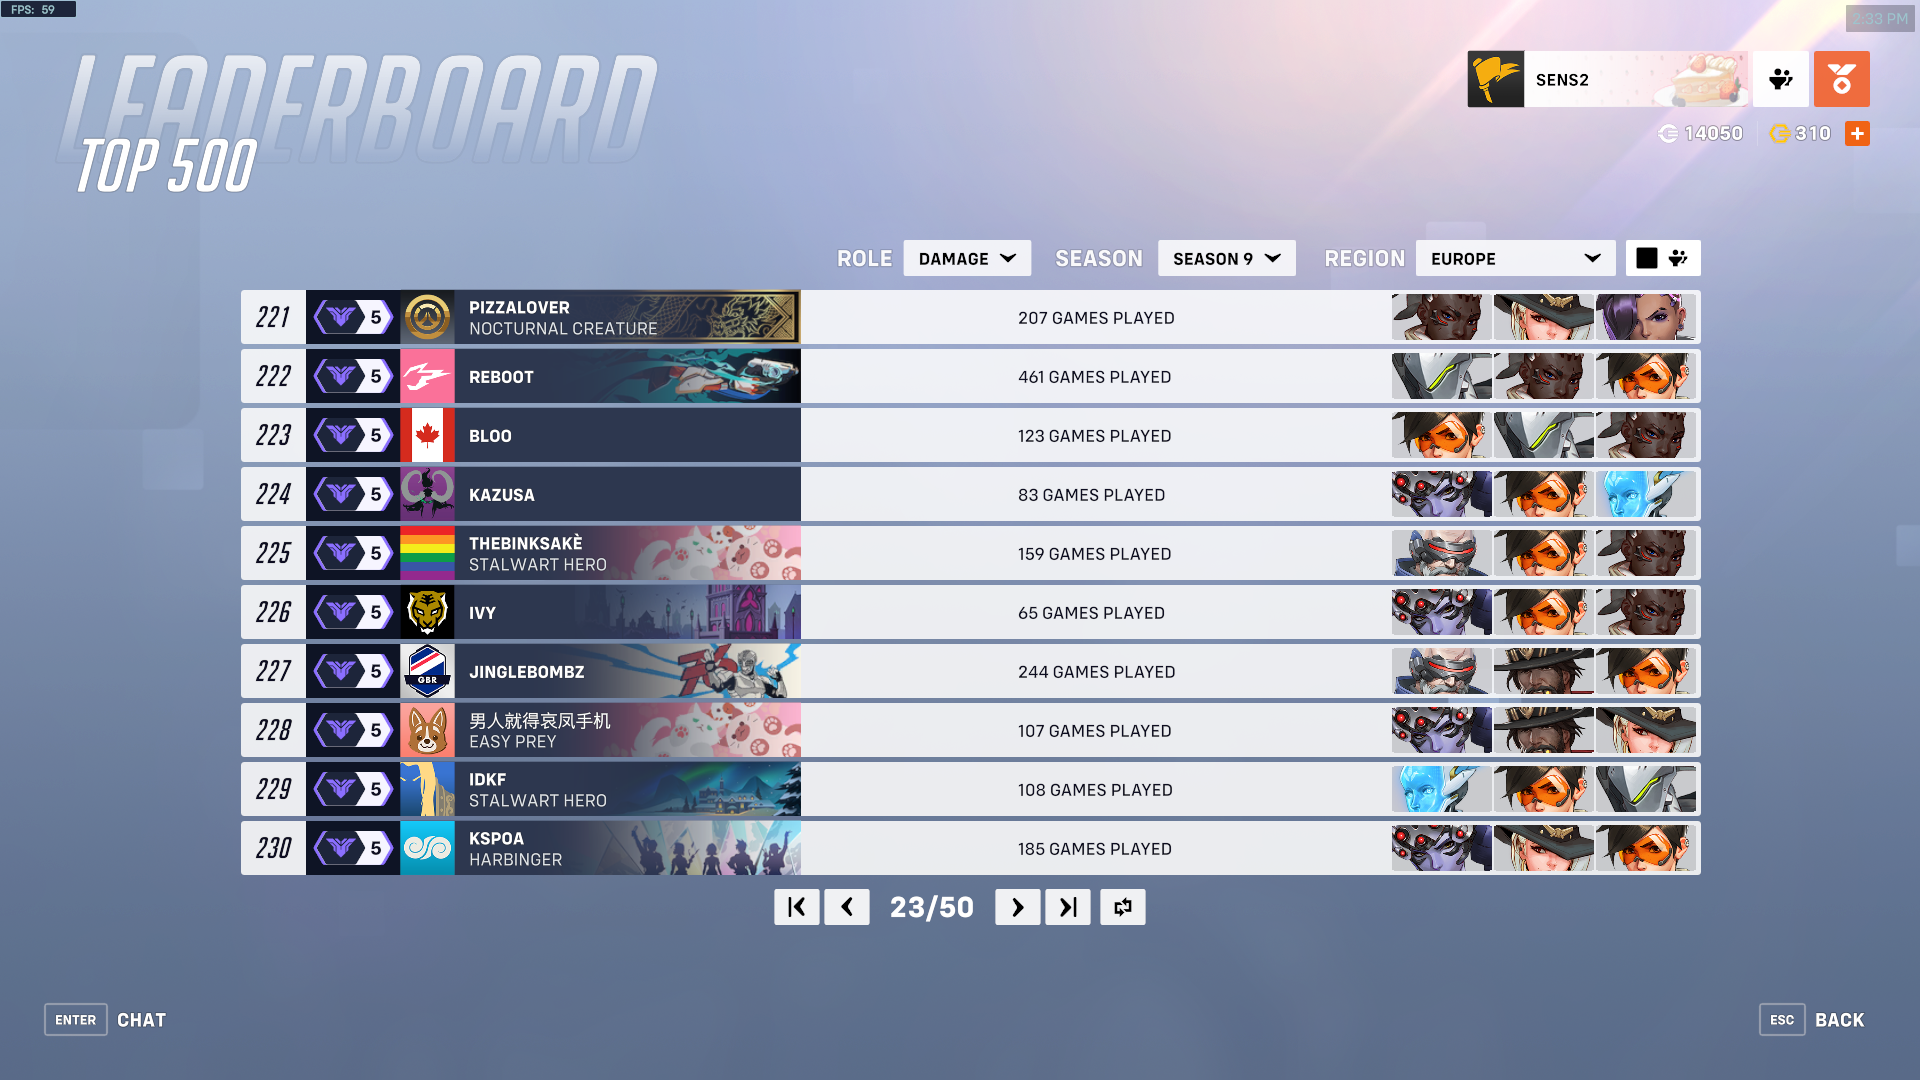 FPS: 59
2:33 PM
LEADERBOARD
TOP 500
SENS2
14050
310
ROLE DAMAGE SEASON SEASON 9 REGION EUROPE
221 5 PIZZALOVER
NOCTURNAL CREATURE
207 GAMES PLAYED
222 5 REBOOT 461 GAMES PLAYED
223 5 BLOO 123 GAMES PLAYED
224 5 KAZUSA 83 GAMES PLAYED
225 5 THEBINKSAKÈ
STALWART HERO
159 GAMES PLAYED
226 5 IVY 65 GAMES PLAYED
227 5 GBR JINGLEBOMBZ 244 GAMES PLAYED
228 5 男人就得哀凤手机
EASY PREY
107 GAMES PLAYED
229 5 IDKF
STALWART HERO
108 GAMES PLAYED
230 5 KSPOA
HARBINGER
185 GAMES PLAYED
23/50
ENTER CHAT
ESC BACK